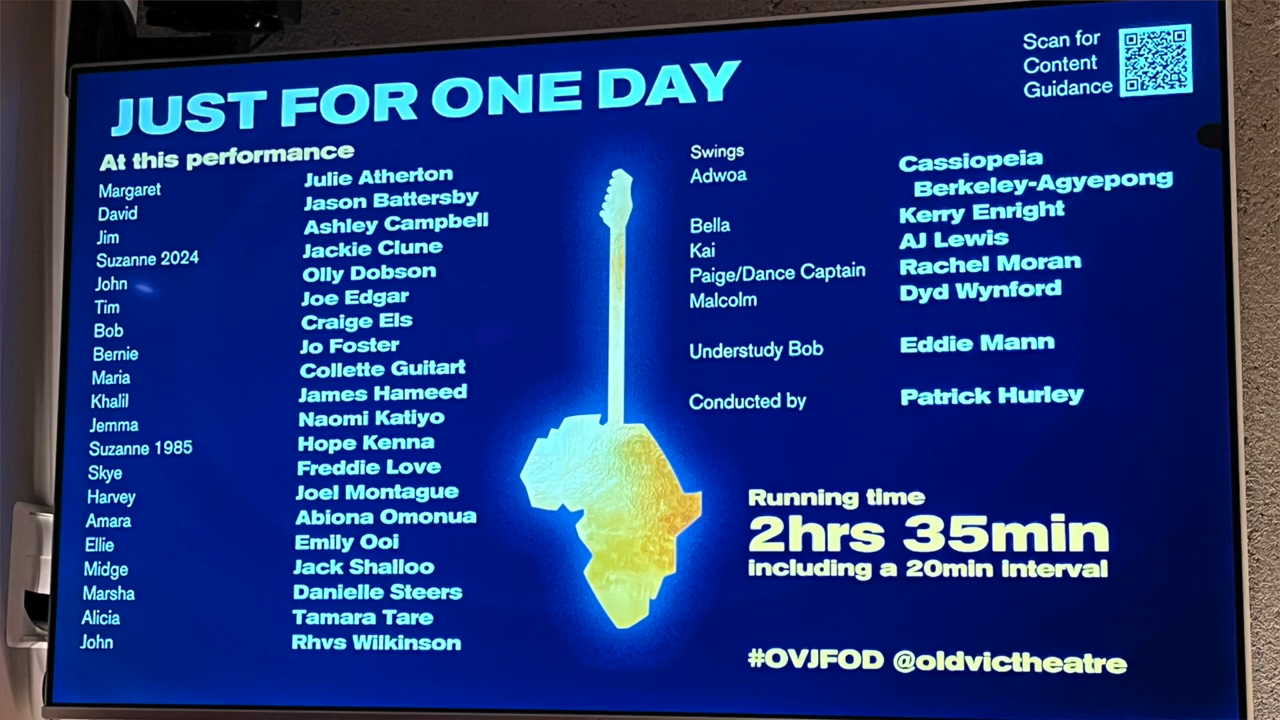 Scan for
Content
Guidance
JUST FOR ONE DAY
At this performance
Margaret Julie Atherton
David Jason Battersby
Jim Ashley Campbell
Suzanne 2024 Jackie Clune
John Olly Dobson
Tim Joe Edgar
Bob Craige Els
Bernie Jo Foster
Maria Collette Guitart
Khalil James Hameed
Jemma Naomi Katiyo
Suzanne 1985 Hope Kenna
Skye Freddie Love
Harvey Joel Montague
Amara Abiona Omonua
Ellie Emily Ooi
Midge Jack Shalloo
Marsha Danielle Steers
Alicia Tamara Tare
John Rhys Wilkinson
Swings
Adwoa Cassiopeia
Berkeley-Agyepong
Bella Kerry Enright
Kai AJ Lewis
Paige/Dance Captain Rachel Moran
Malcolm Dyd Wynford
Understudy Bob Eddie Mann
Conducted by Patrick Hurley
Running time
2hrs 35min
including a 20min interval
#OVJFOD @oldvictheatre